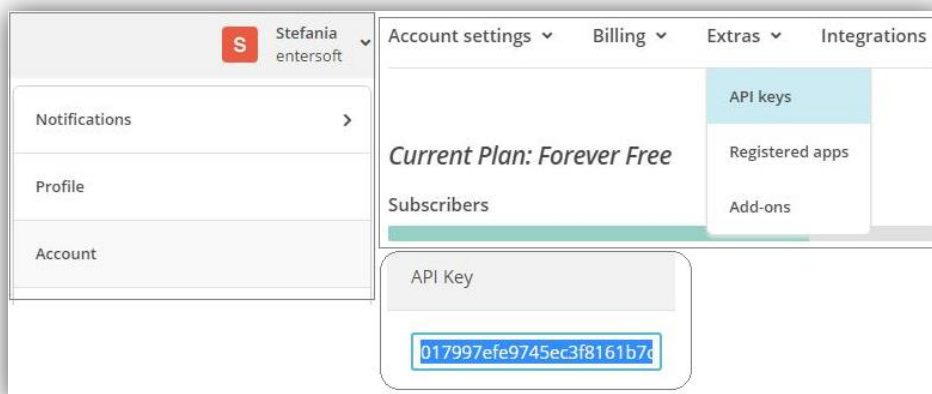 S
Stefania
entersoft
Notifications
Profile
Account
Account settings Billing Extras Integrations
API keys
Registered apps
Add-ons
Current Plan: Forever Free
Subscribers
API Key
017997efe9745ec3f8161b7c